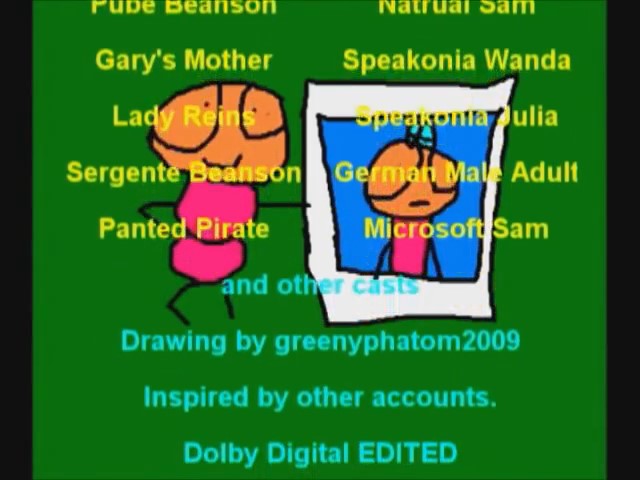 Pube Beanson Natrual Sam
Gary's Mother Speakonia Wanda
Lady Reins Speakonia Julia
Sergente Beanson German Male Adult
Panted Pirate Microsoft Sam
and other casts
Drawing by greenyphatom2009
Inspired by other accounts.
Dolby Digital EDITED